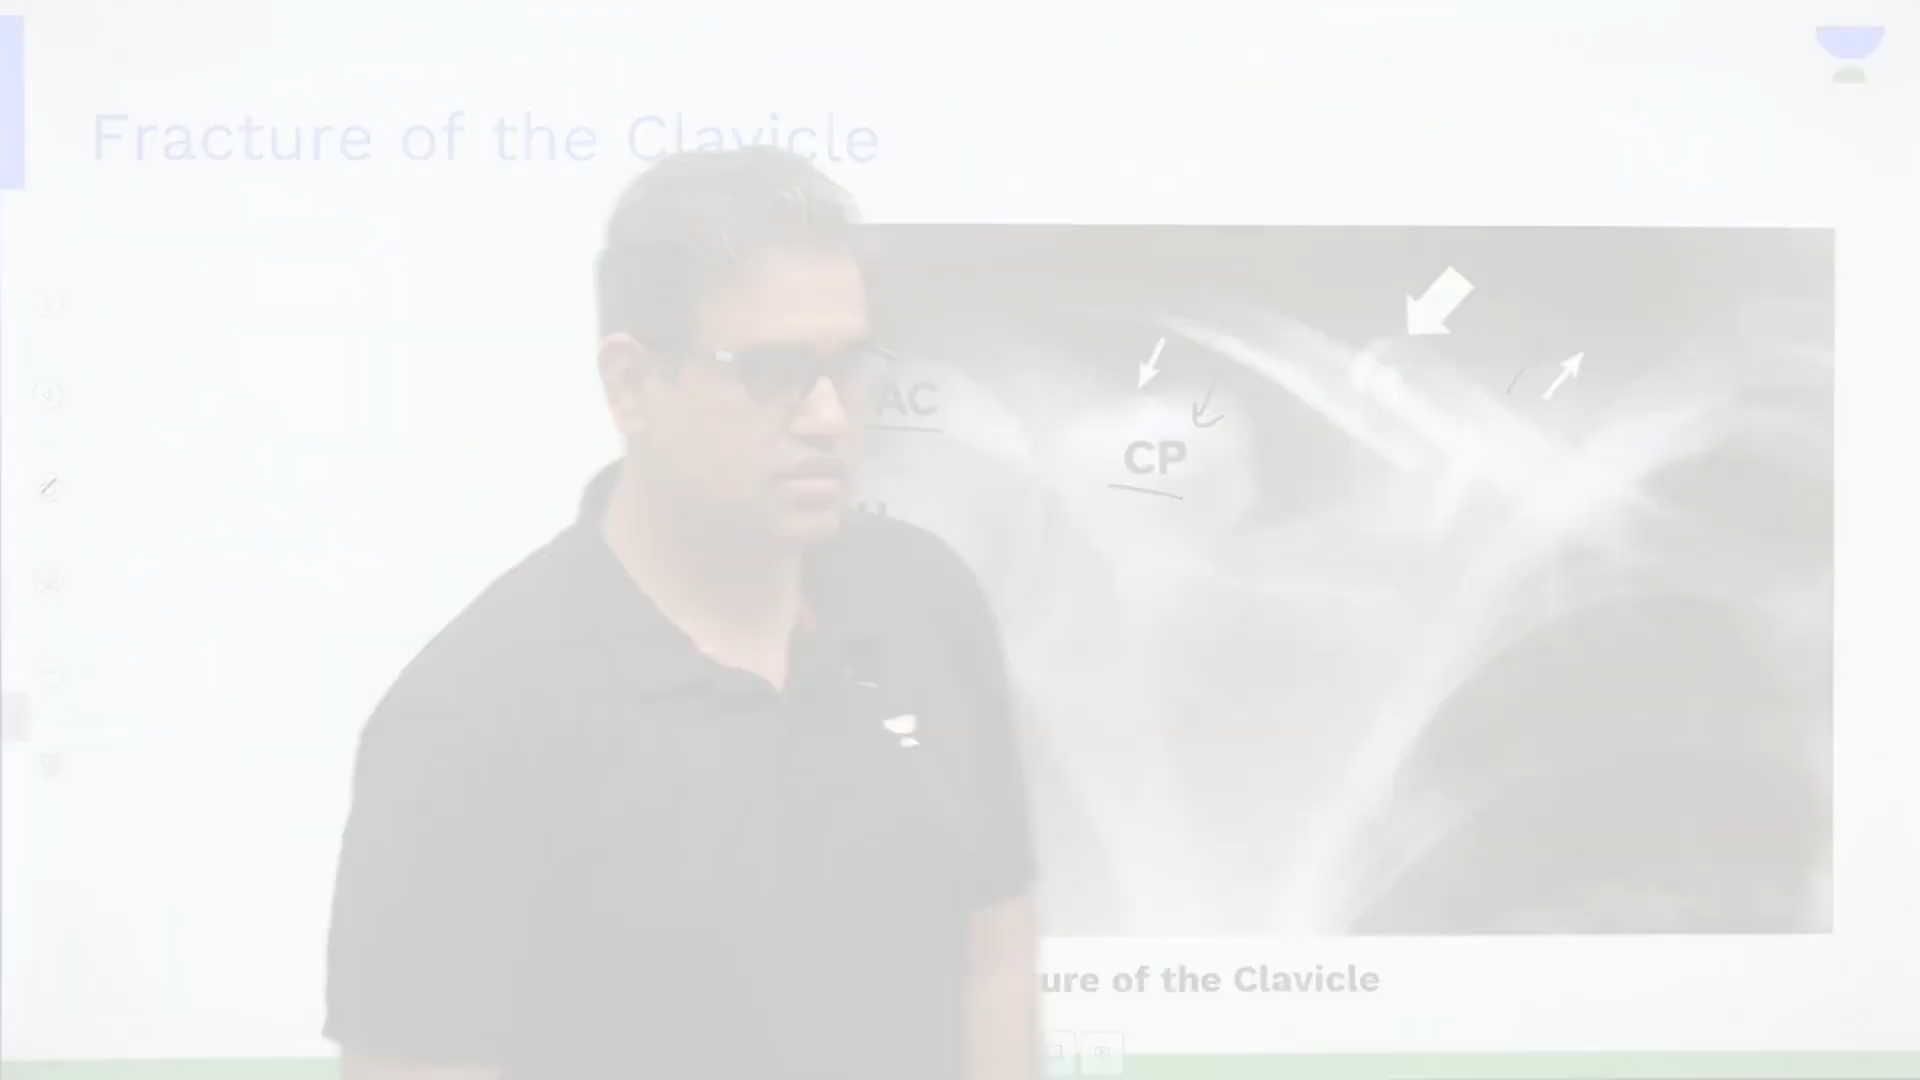 Fracture of the Clavicle
AC
CP
H
ure of the Clavicle